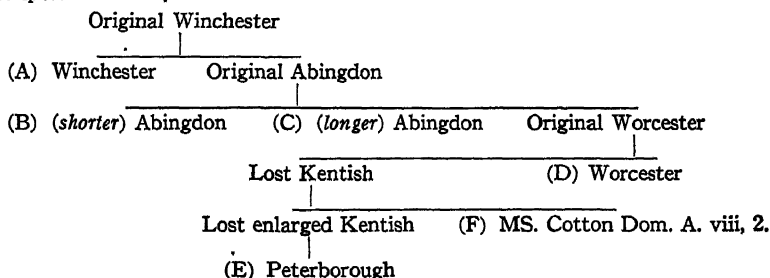 Original Winchester
(A) Winchester Original Abingdon
(B) (shorter) Abingdon (C) (longer) Abingdon Original Worcester
Lost Kentish (D) Worcester
Lost enlarged Kentish (F) MS. Cotton Dom. A. viii, 2.
(E) Peterborough